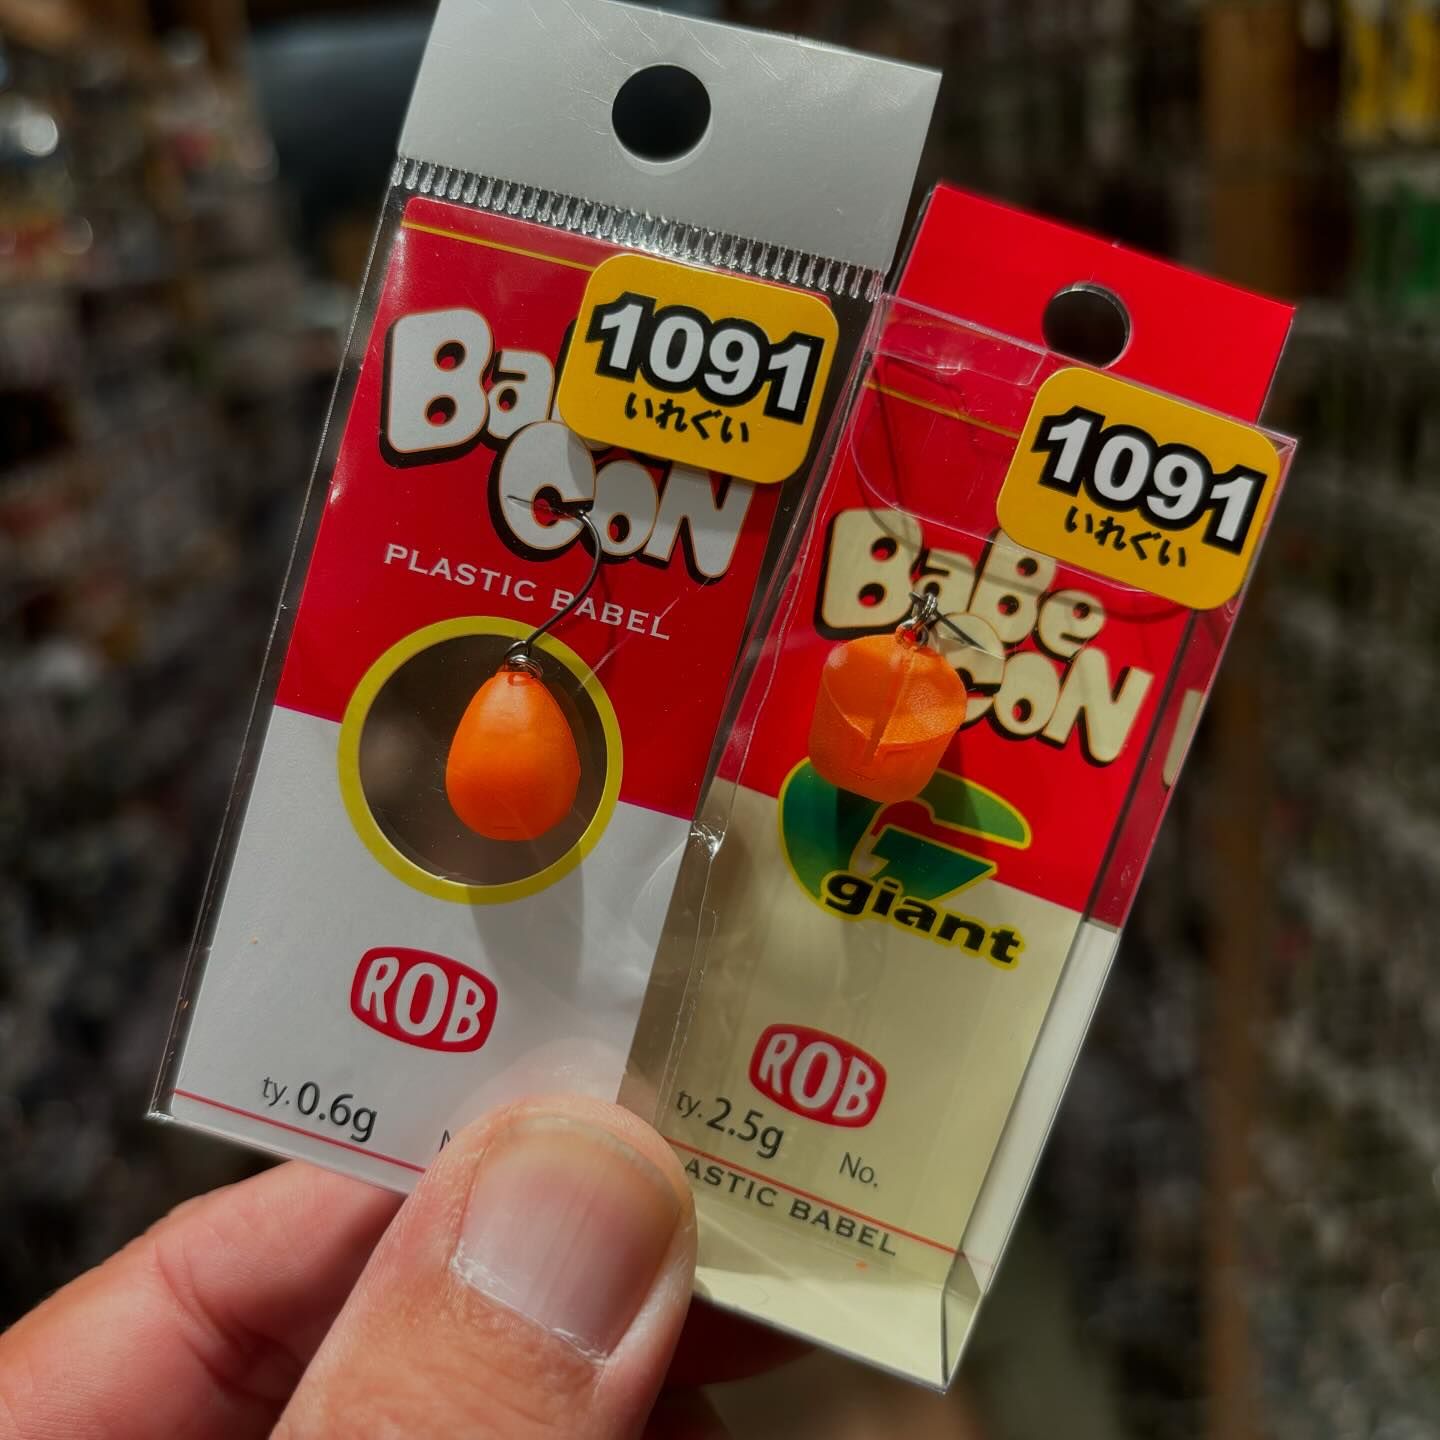 1091
いれぐい
Ba
CoN
PLASTIC BABEL
ROB
ty. 0.6g
1091
いれぐい
BaBe
CoN
G
giant
ROB
ty. 2.5g
No.
ASTIC BABEL